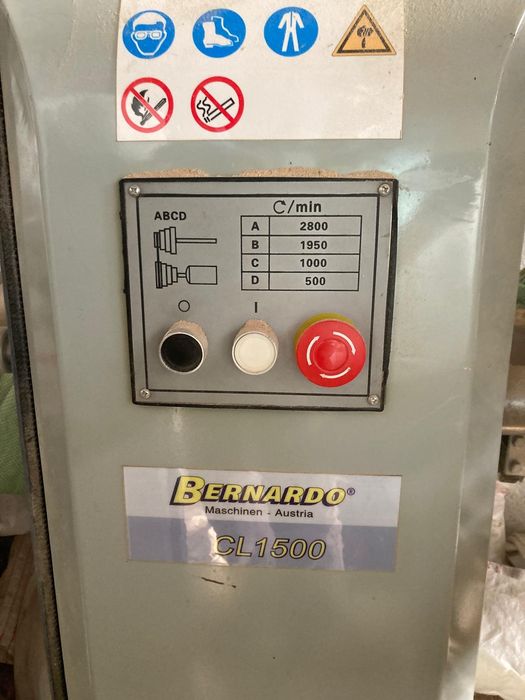 ABCD
/min
A 2800
B 1950
C 1000
D 500
O I
BERNARDO®
Maschinen - Austria
CL1500